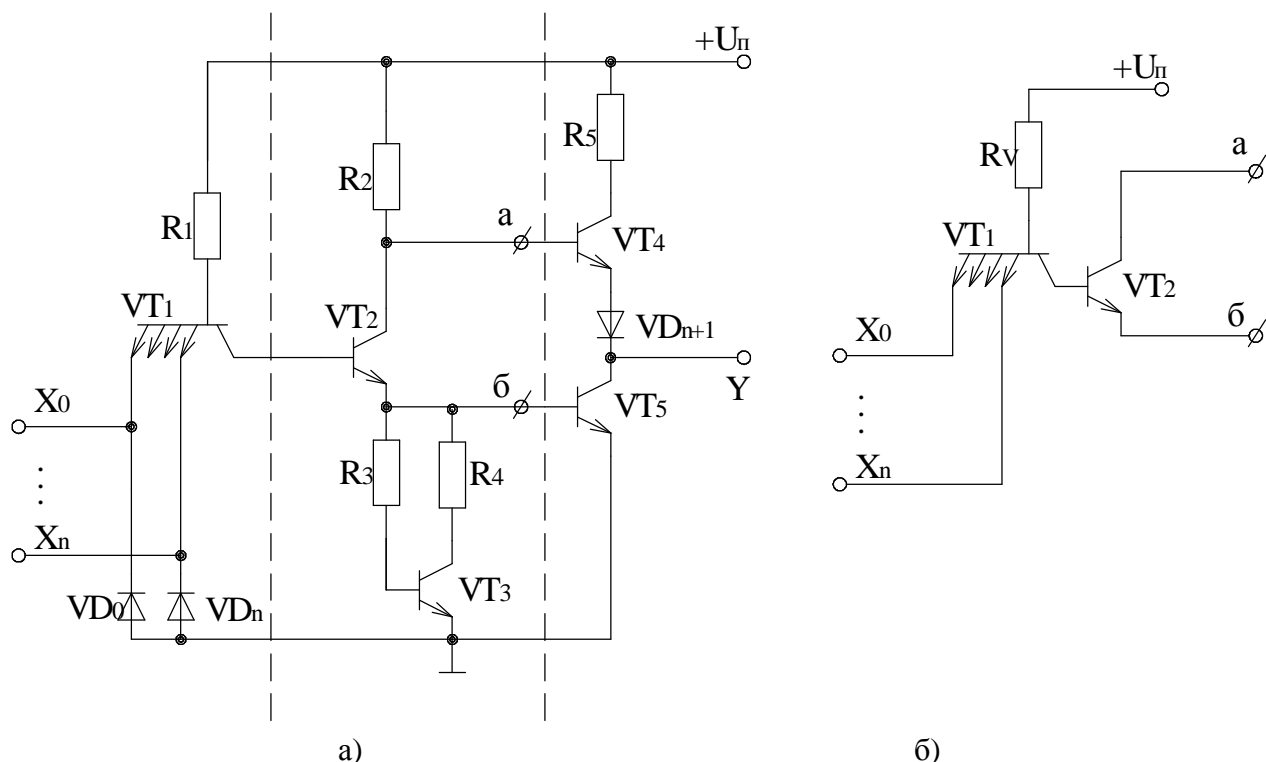 +Uп
R5
R2
R1
а
VT4
VT1
VT2
VDn+1
Y
б
VT5
X0
R3
R4
Xn
VT3
VD0
VDn
а)
+Uп
RV
а
VT1
VT2
б
X0
Xn
б)